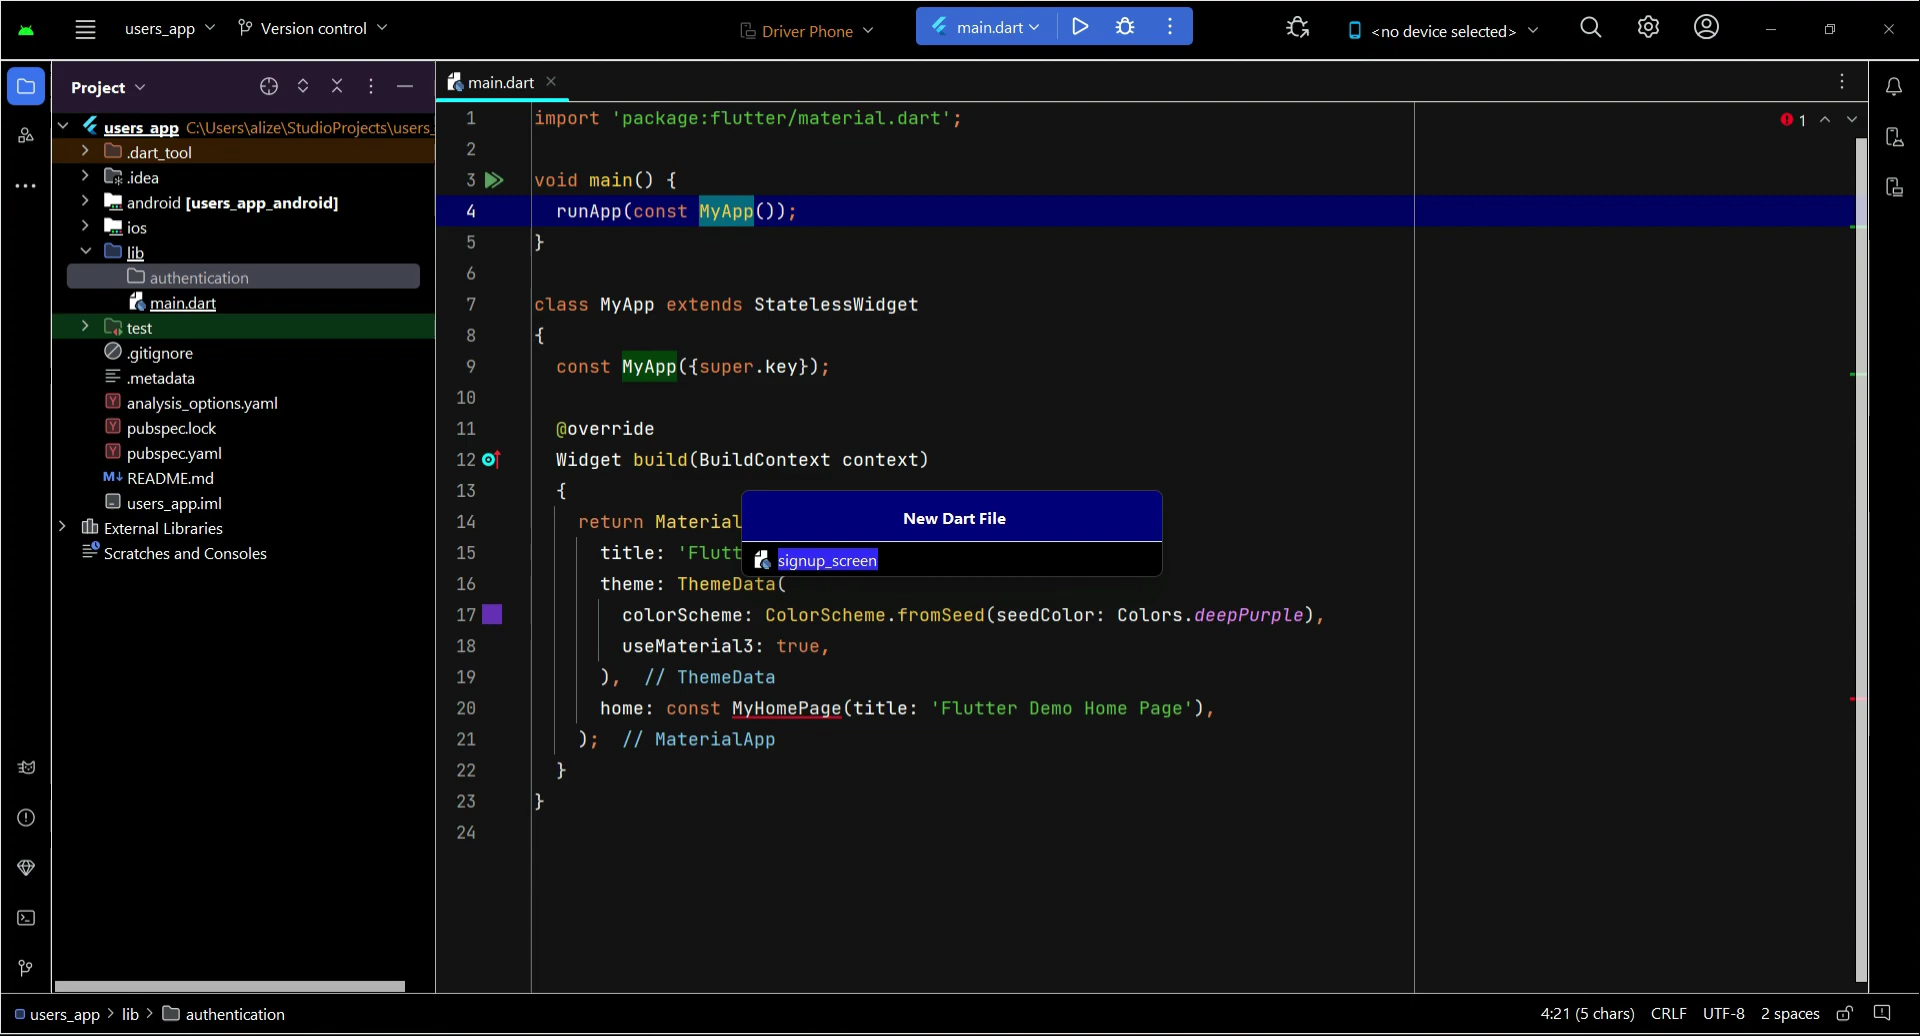 users_app
Version control
Driver Phone
main.dart
<no device selected>
Project
main.dart
users_app C:\Users\alize\StudioProjects\users_
.dart_tool
.idea
android [users_app_android]
ios
lib
authentication
main.dart
test
.gitignore
.metadata
analysis_options.yaml
pubspec.lock
pubspec.yaml
M↓ README.md
users_app.iml
External Libraries
Scratches and Consoles
1 import 'package:flutter/material.dart';
2
3 void main() {
4 runApp(const MyApp());
5 }
6
7 class MyApp extends StatelessWidget
8 {
9 const MyApp({super.key});
10
11 @override
12 Widget build(BuildContext context)
13 {
14 return Material
15 title: 'Flutt
16 theme: ThemeData(
17 colorScheme: ColorScheme.fromSeed(seedColor: Colors.deepPurple),
18 useMaterial3: true,
19 ), // ThemeData
20 home: const MyHomePage(title: 'Flutter Demo Home Page'),
21 ); // MaterialApp
22 }
23 }
24
1
New Dart File
signup_screen
users_app > lib > authentication
4:21 (5 chars) CRLF UTF-8 2 spaces